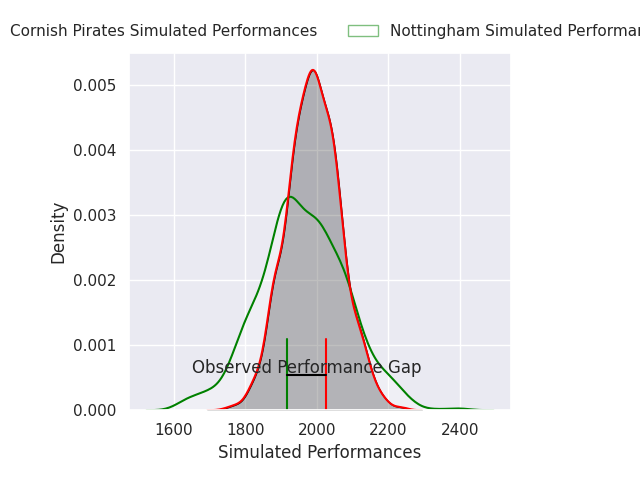 Cornish Pirates Simulated Performances
Nottingham Simulated
0.005
0.004
0.003
0.002
0.001
0.000
Density
Observed Performance Gap
1600 1800 2000 2200 2400
Simulated Performances